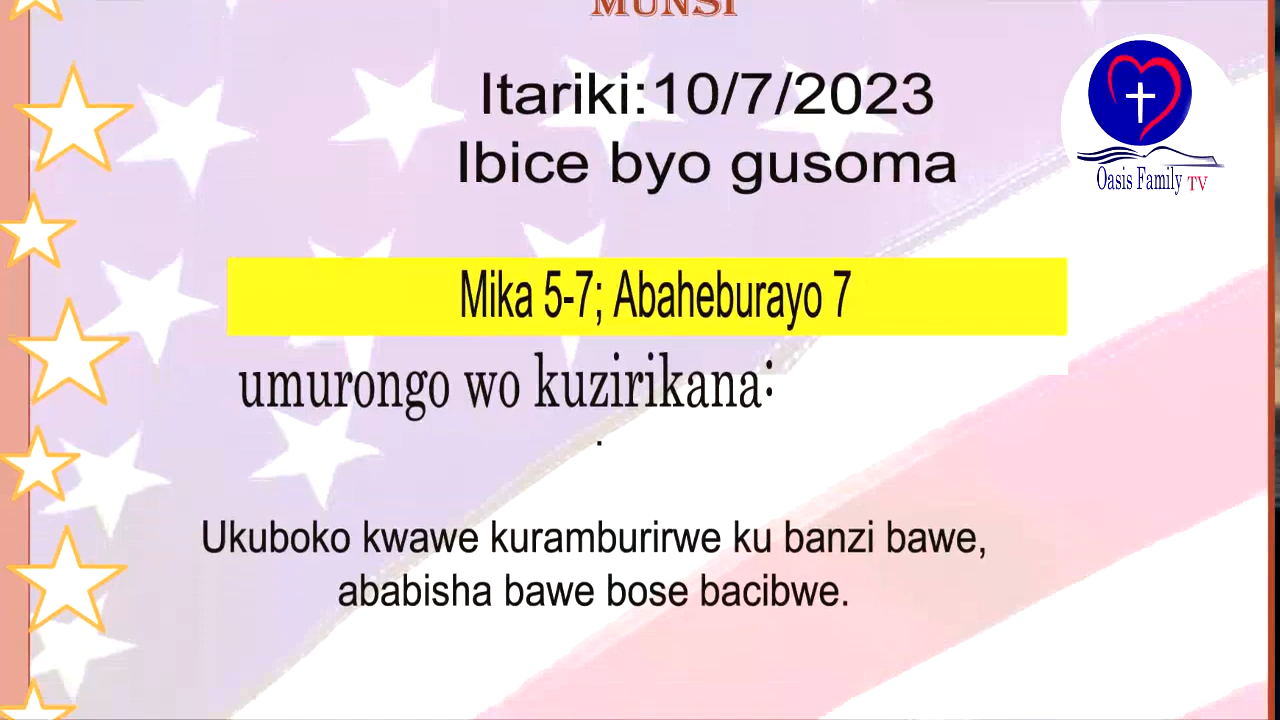 MUNSI
Itariki:10/7/2023
Ibice byo gusoma
Oasis Family TV
Mika 5-7; Abaheburayo 7
umurongo wo kuzirikana:
.
Ukuboko kwawe kuramburirwe ku banzi bawe,
ababisha bawe bose bacibwe.